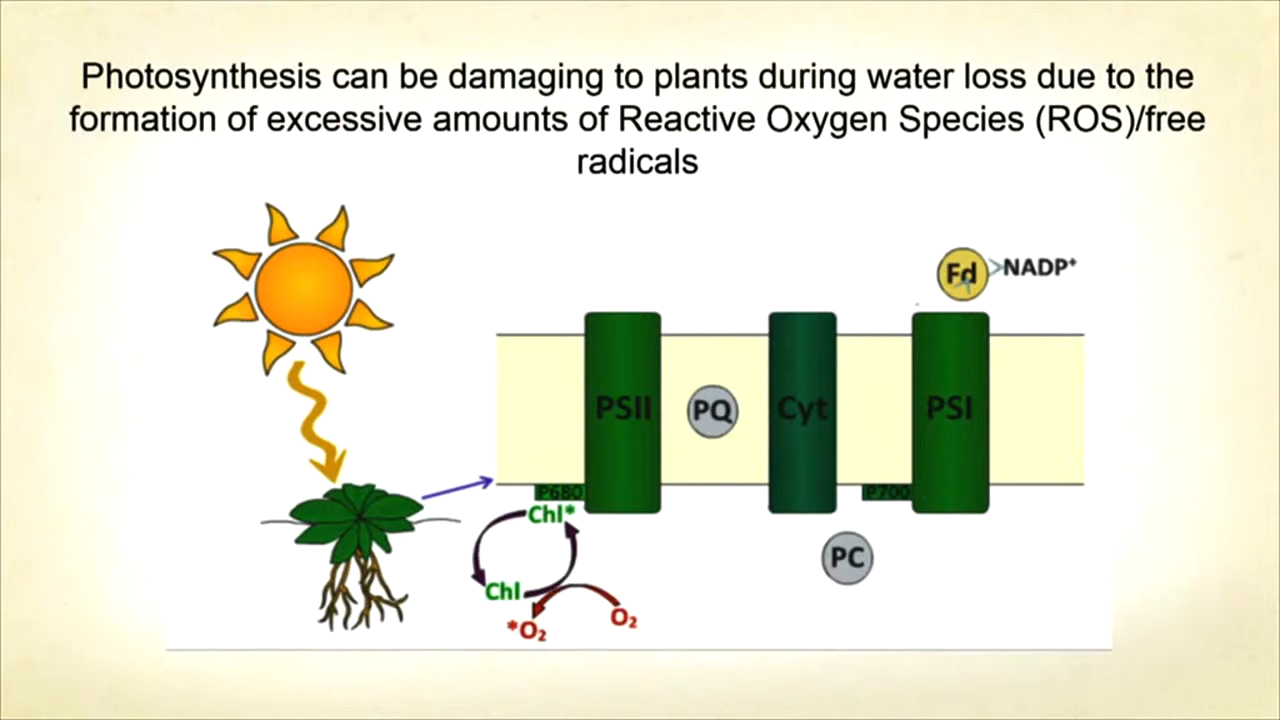 Photosynthesis can be damaging to plants during water loss due to the
formation of excessive amounts of Reactive Oxygen Species (ROS)/free
radicals
Fd
NADP⁺
PSII
PQ
Cyt
PSI
P680
P700
Chl*
PC
Chl
*O₂
O₂